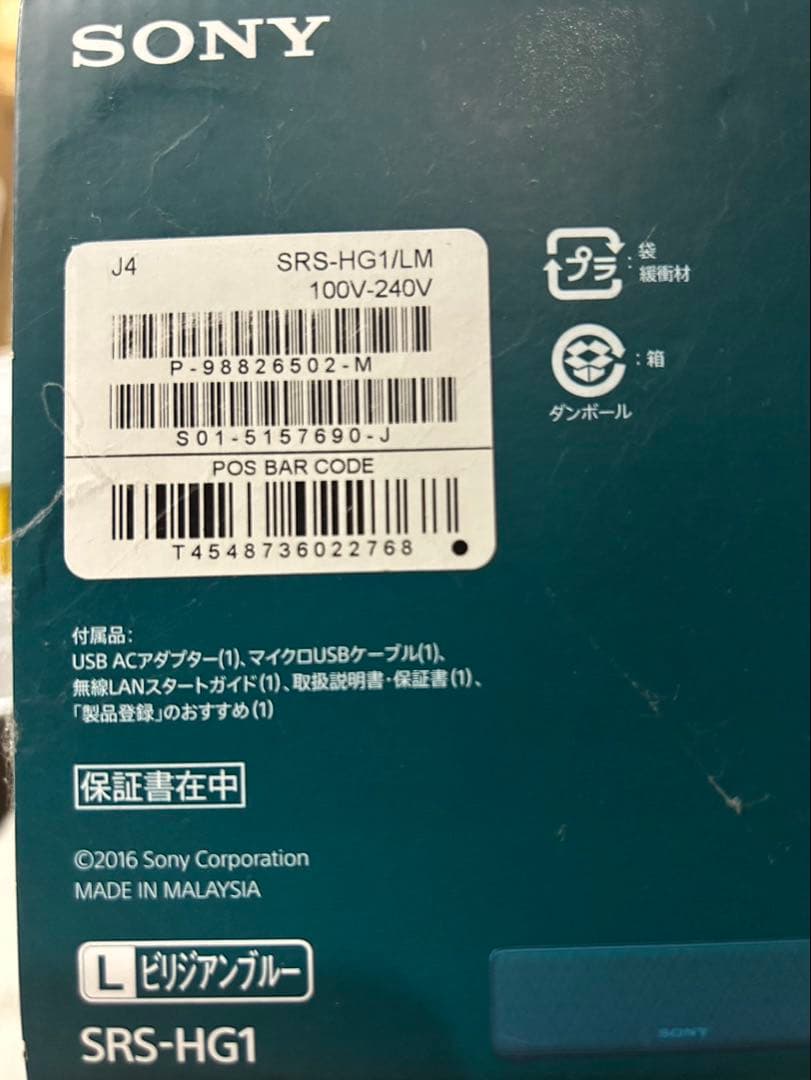 SONY
J4 SRS-HG1/LM
100V-240V
P-98826502-M
S01-5157690-J
POS BAR CODE
T4548736022768
プラ : 袋
緩衝材
: 箱
ダンボール
付属品:
USB ACアダプター(1)、マイクロUSBケーブル(1)、
無線LANスタートガイド(1)、取扱説明書・保証書(1)、
「製品登録」のおすすめ(1)
保証書在中
©2016 Sony Corporation
MADE IN MALAYSIA
L ビリジアンブルー
SRS-HG1
SONY